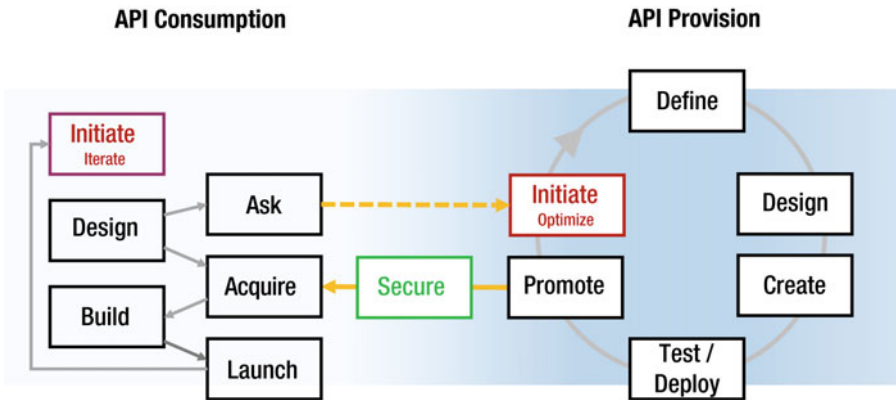 API Consumption
API Provision
Initiate
Iterate
Design
Build
Ask
Acquire
Launch
Secure
Initiate
Optimize
Promote
Define
Design
Create
Test /
Deploy